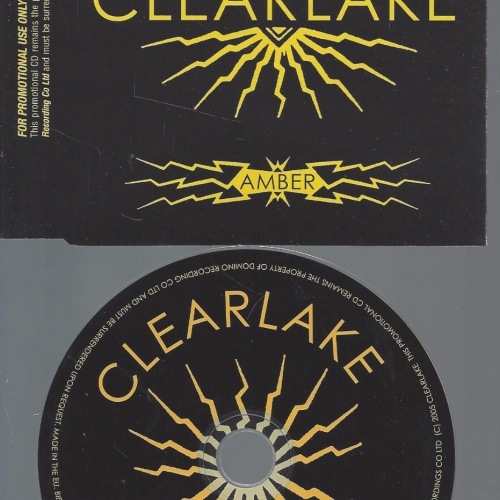 CLEARLAKE
AMBER
FOR PROMOTIONAL USE ONLY
This promotional CD remains the
Recording Co Ltd and must be surre
CLEARLAKE
THIS PROMOTIONAL CD REMAINS THE PROPERTY OF DOMINO RECORDING CO LTD AND MUST BE SURRENDERED UPON REQUEST. MADE IN THE EU.
RDINGS CO LTD (C) 2005 CLEARLAKE